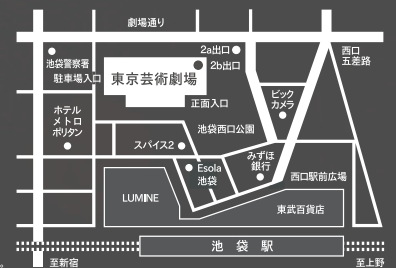 劇場通り
池袋警察署
2a出口
2b出口
西口
五差路
駐車場入口
東京芸術劇場
正面入口
ビック
カメラ
ホテル
メトロ
ポリタン
池袋西口公園
スパイス2
みずほ
銀行
Esola
池袋
西口駅前広場
LUMINE
東武百貨店
池袋駅
至新宿
至上野